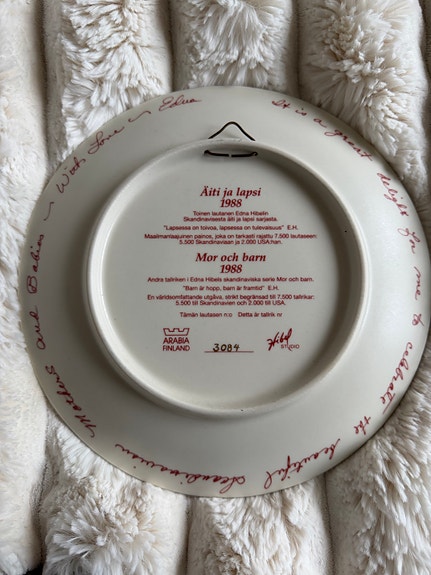 Äiti ja lapsi
1988
Toinen lautanen Edna Hibelin
Skandinaavisesta äiti ja lapsi sarjasta.
"Lapsessa on toivoa, lapsessa on tulevaisuus" E.H.
Maailmanlaajuinen painos, joka on tarkasti rajattu 7.500 lautaseen:
5.500 Skandinaviaan ja 2.000 USA:han.
Mor och barn
1988
Andra tallriken i Edna Hibels skandinaviska serie Mor och barn.
"Barn är hopp, barn är framtid" E.H.
En världsomfattande utgåva, strikt begränsad till 7.500 tallrikar:
5.500 till Skandinavien och 2.000 till USA.
Tämän lautasen n:o Detta är tallrik nr
ARABIA
FINLAND
3084
Hibel
STUDIO
It is a great delight for me to celebrate the beautiful Scandinavian Mothers and Babies ~ With Love ~ Edna